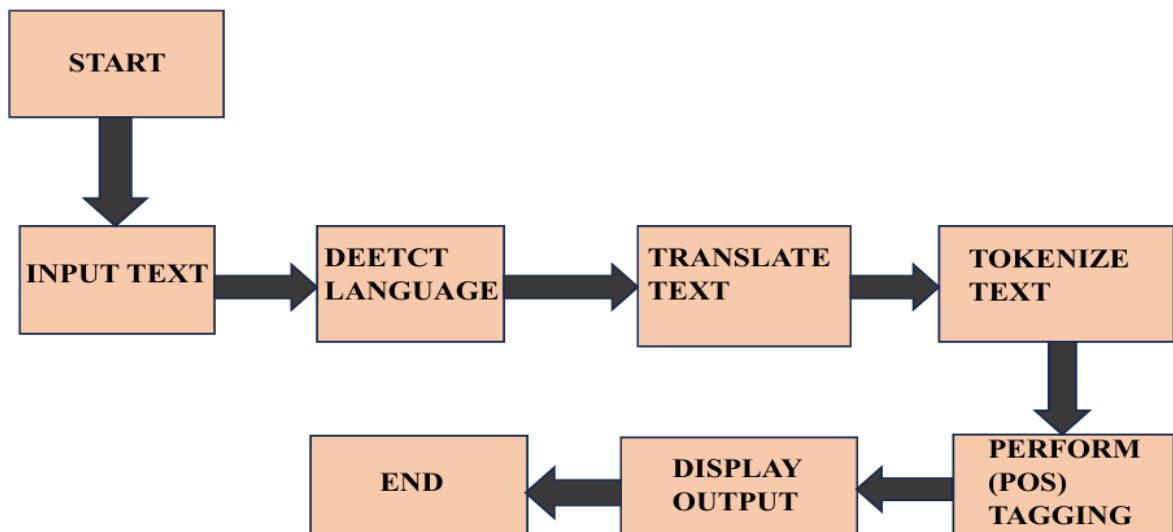 START
INPUT TEXT
DEETCT
LANGUAGE
TRANSLATE
TEXT
TOKENIZE
TEXT
PERFORM
(POS)
TAGGING
DISPLAY
OUTPUT
END